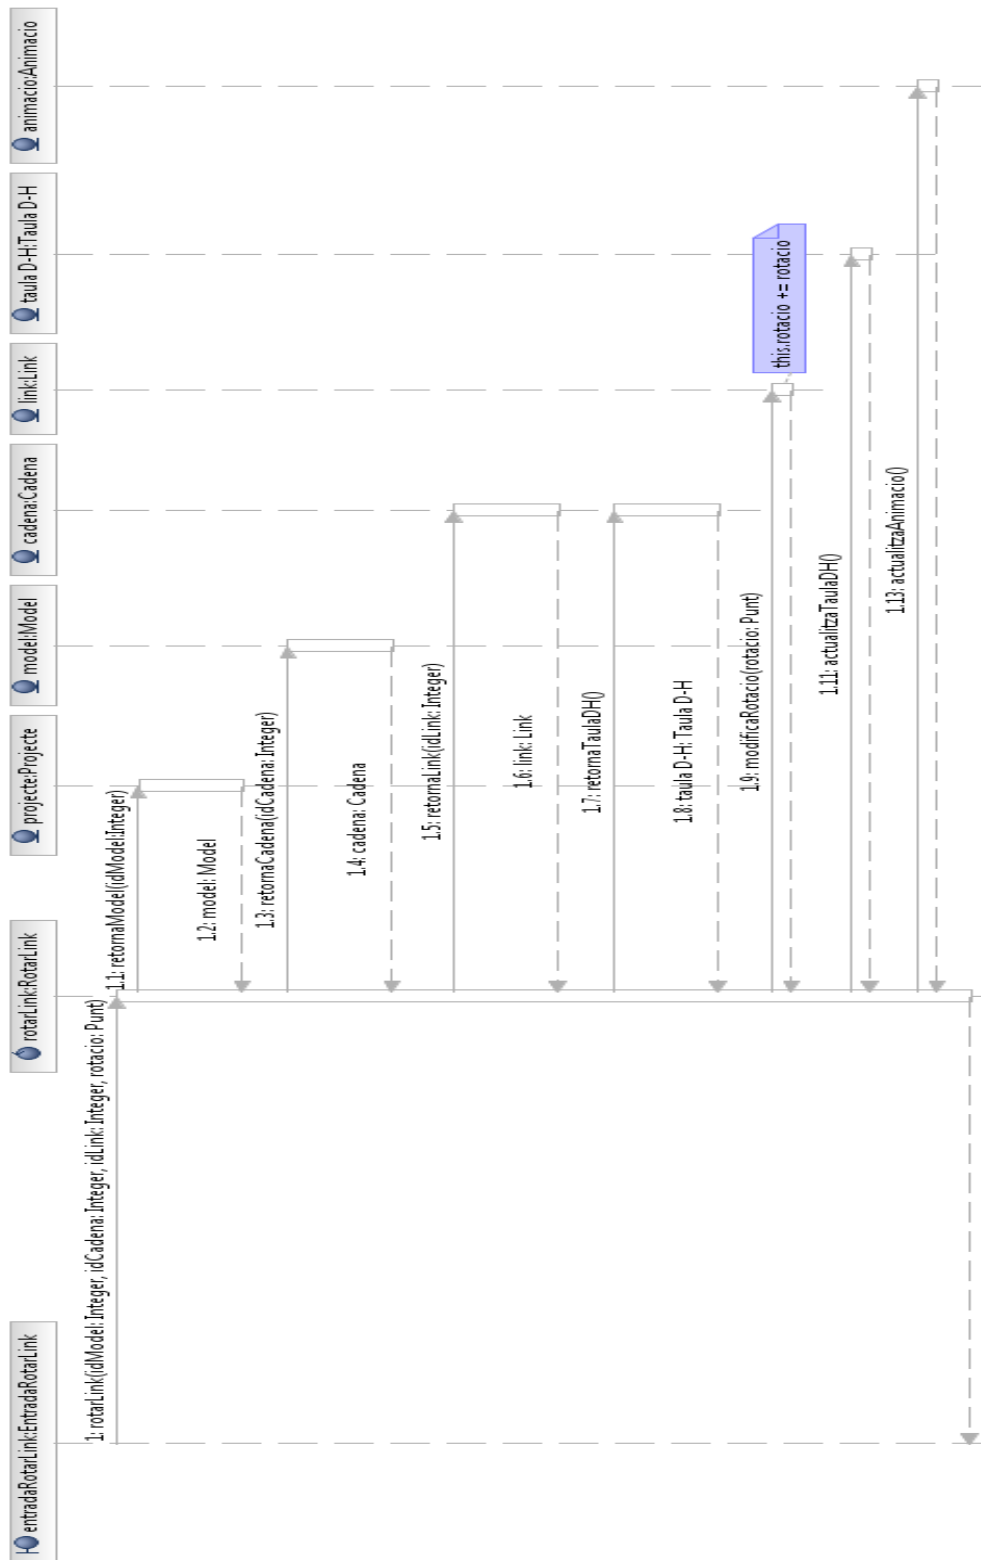 entradaRotarLink:EntradaRotarLink
rotarLink:RotarLink
projecte:Projecte
model:Model
cadena:Cadena
link:Link
taula D-H:Taula D-H
animacio:Animacio
1: rotarLink(idModel: Integer, idCadena: Integer, idLink: Integer, rotacio: Punt)
1.1: retornaModel(idModel:Integer)
1.2: model: Model
1.3: retornaCadena(idCadena: Integer)
1.4: cadena: Cadena
1.5: retornaLink(idLink: Integer)
1.6: link: Link
1.7: retornTaulaDH()
1.8: taula D-H: Taula D-H
1.9: modificaRotacio(rotacio: Punt)
this.rotacio += rotacio
1.11: actualitzaTaulaDH()
1.13: actualitzaAnimacio()